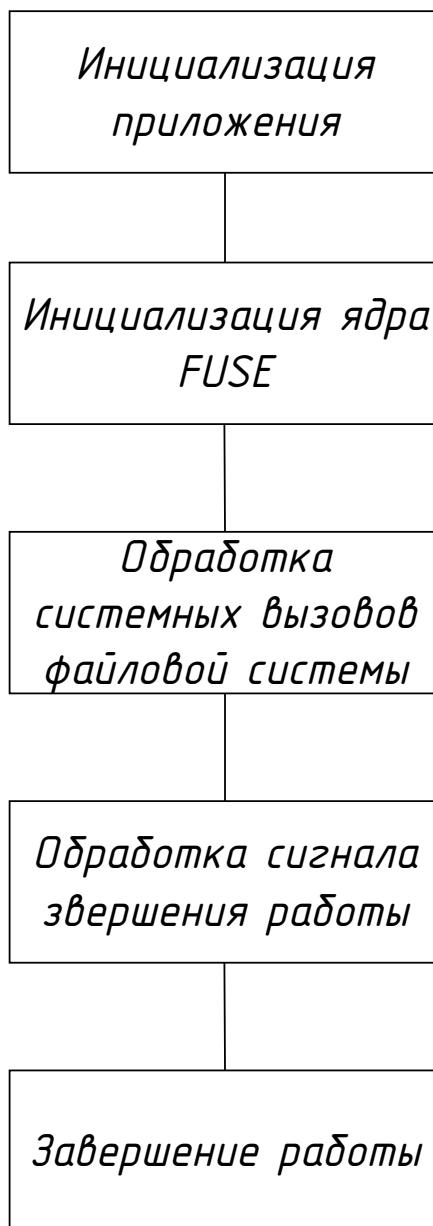 Инициализация
приложения
Инициализация ядра
FUSE
Обработка
системных вызовов
файловой системы
Обработка сигнала
звершения работы
Завершение работы